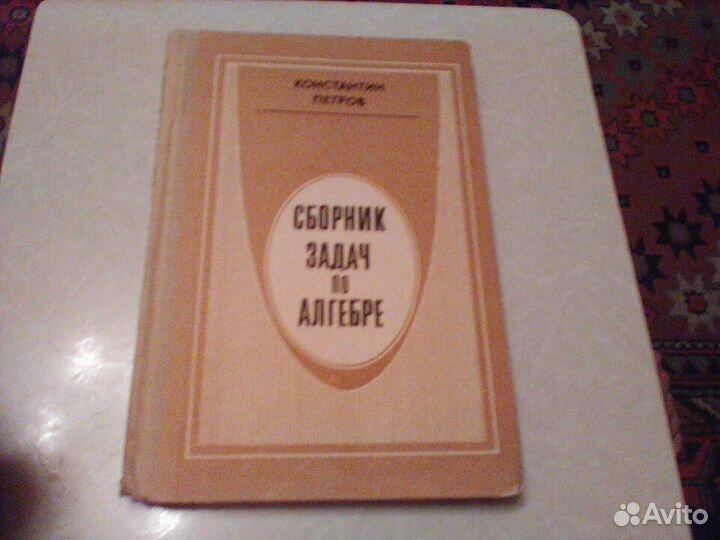 КОНСТАНТИН
ПЕТРОВ
СБОРНИК
ЗАДАЧ
ПО
АЛГЕБРЕ
Avito